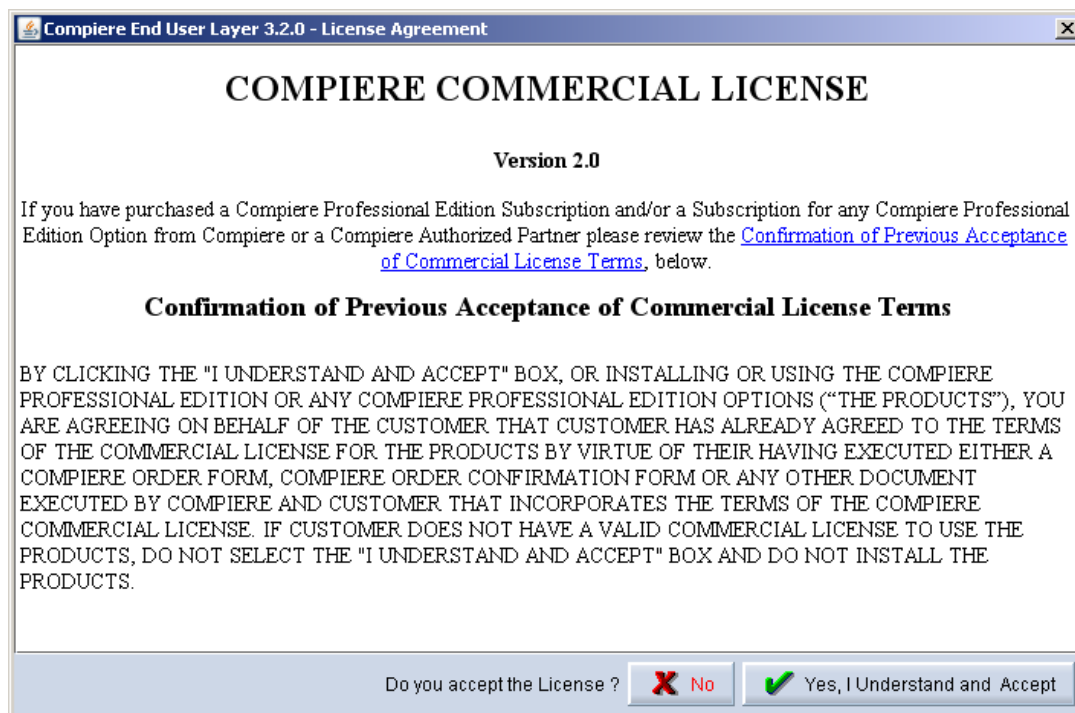 Compiere End User Layer 3.2.0 - License Agreement
COMPIERE COMMERCIAL LICENSE
Version 2.0
If you have purchased a Compiere Professional Edition Subscription and/or a Subscription for any Compiere Professional
Edition Option from Compiere or a Compiere Authorized Partner please review the Confirmation of Previous Acceptance
of Commercial License Terms, below.
Confirmation of Previous Acceptance of Commercial License Terms
BY CLICKING THE "I UNDERSTAND AND ACCEPT" BOX, OR INSTALLING OR USING THE COMPIERE
PROFESSIONAL EDITION OR ANY COMPIERE PROFESSIONAL EDITION OPTIONS (“THE PRODUCTS”), YOU
ARE AGREEING ON BEHALF OF THE CUSTOMER THAT CUSTOMER HAS ALREADY AGREED TO THE TERMS
OF THE COMMERCIAL LICENSE FOR THE PRODUCTS BY VIRTUE OF THEIR HAVING EXECUTED EITHER A
COMPIERE ORDER FORM, COMPIERE ORDER CONFIRMATION FORM OR ANY OTHER DOCUMENT
EXECUTED BY COMPIERE AND CUSTOMER THAT INCORPORATES THE TERMS OF THE COMPIERE
COMMERCIAL LICENSE. IF CUSTOMER DOES NOT HAVE A VALID COMMERCIAL LICENSE TO USE THE
PRODUCTS, DO NOT SELECT THE "I UNDERSTAND AND ACCEPT" BOX AND DO NOT INSTALL THE
PRODUCTS.
Do you accept the License ? No Yes, I Understand and Accept